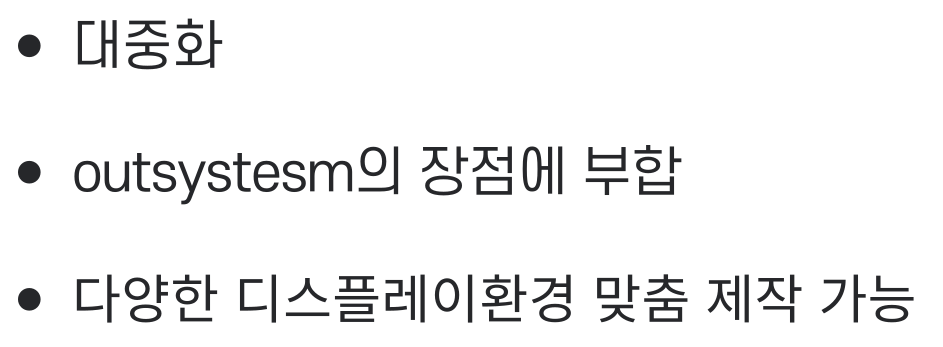 • 대중화
• outsystesm의 장점에 부합
• 다양한 디스플레이환경 맞춤 제작 가능